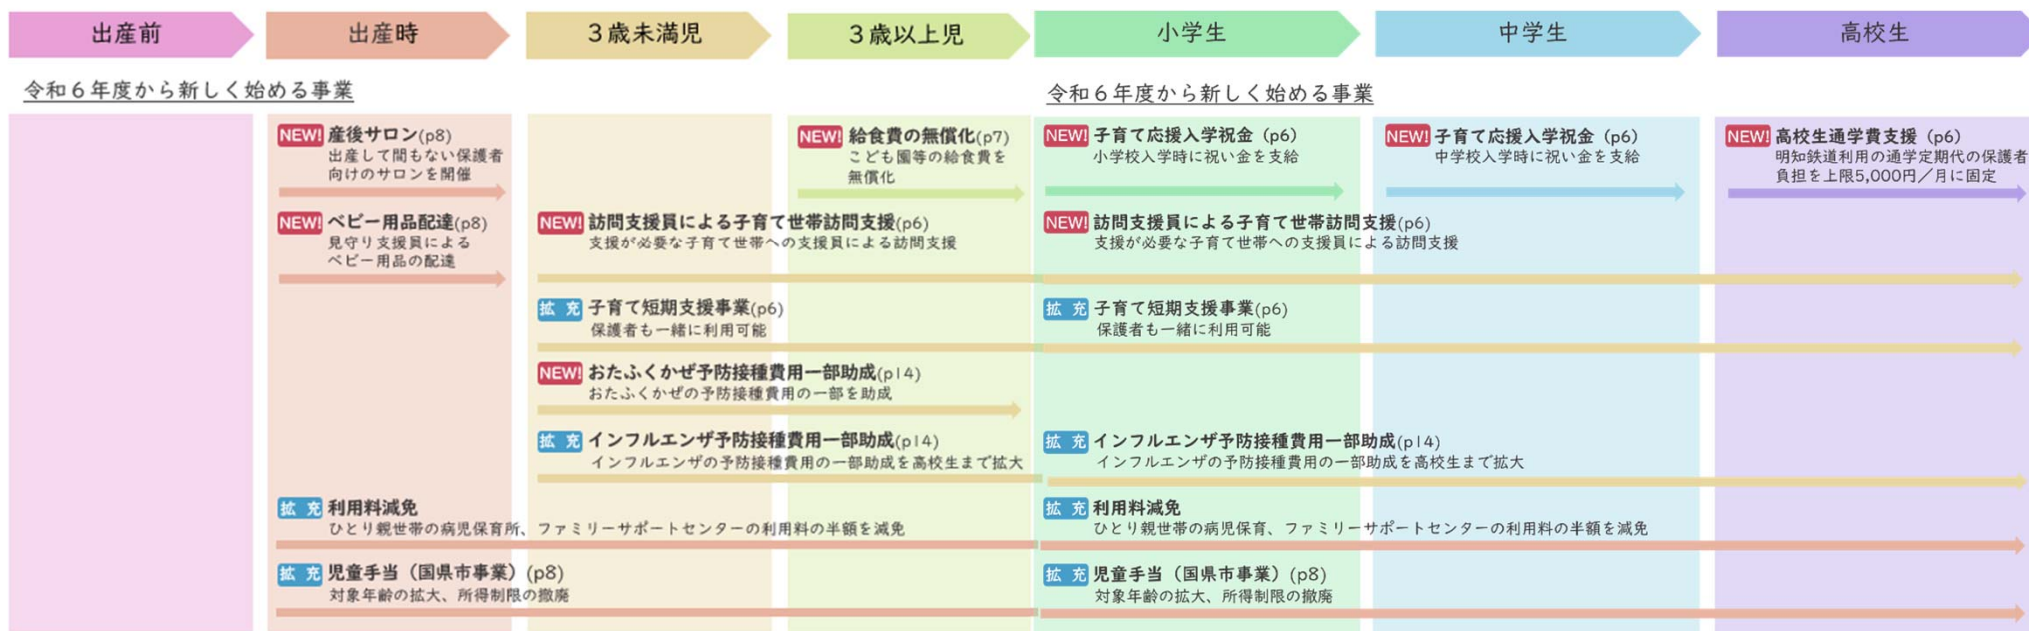 出産前
出産時
３歳未満児
３歳以上児
小学生
中学生
高校生
令和６年度から新しく始める事業
令和６年度から新しく始める事業
NEW! 産後サロン(p8)
出産して間もない保護者
向けのサロンを開催
NEW! 給食費の無償化(p7)
こども園等の給食費を
無償化
NEW! 子育て応援入学祝金（p6)
小学校入学時に祝い金を支給
NEW! 子育て応援入学祝金（p6)
中学校入学時に祝い金を支給
NEW! 高校生通学費支援（p6)
明知鉄道利用の通学定期代の保護者
負担を上限5,000円／月に固定
NEW! ベビー用品配達(p8)
見守り支援員による
ベビー用品の配達
NEW! 訪問支援員による子育て世帯訪問支援(p6)
支援が必要な子育て世帯への支援員による訪問支援
NEW! 訪問支援員による子育て世帯訪問支援(p6)
支援が必要な子育て世帯への支援員による訪問支援
拡 充 子育て短期支援事業(p6)
保護者も一緒に利用可能
拡 充 子育て短期支援事業(p6)
保護者も一緒に利用可能
NEW! おたふくかぜ予防接種費用一部助成(p14)
おたふくかぜの予防接種費用の一部を助成
拡 充 インフルエンザ予防接種費用一部助成(p14)
インフルエンザの予防接種費用の一部助成を高校生まで拡大
拡 充 インフルエンザ予防接種費用一部助成(p14)
インフルエンザの予防接種費用の一部助成を高校生まで拡大
拡 充 利用料減免
ひとり親世帯の病児保育所、ファミリーサポートセンターの利用料の半額を減免
拡 充 利用料減免
ひとり親世帯の病児保育、ファミリーサポートセンターの利用料の半額を減免
拡 充 児童手当（国県市事業）(p8)
対象年齢の拡大、所得制限の撤廃
拡 充 児童手当（国県市事業）(p8)
対象年齢の拡大、所得制限の撤廃